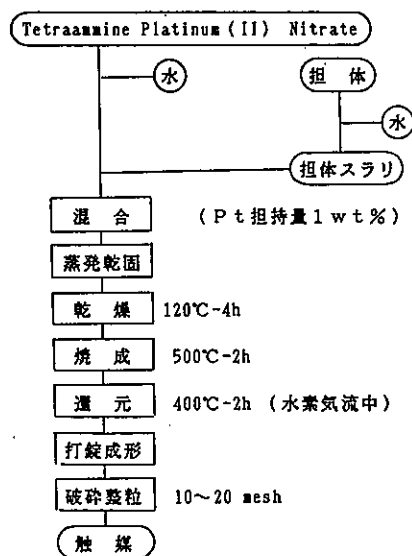 Tetraammine Platinum(II) Nitrate
水
担 体
水
担体スラリ
混 合 (Pt担持量1wt%)
蒸発乾固
乾 燥 120℃-4h
焼 成 500℃-2h
還 元 400℃-2h (水素気流中)
打錠成形
破砕整粒 10~20 mesh
触 媒